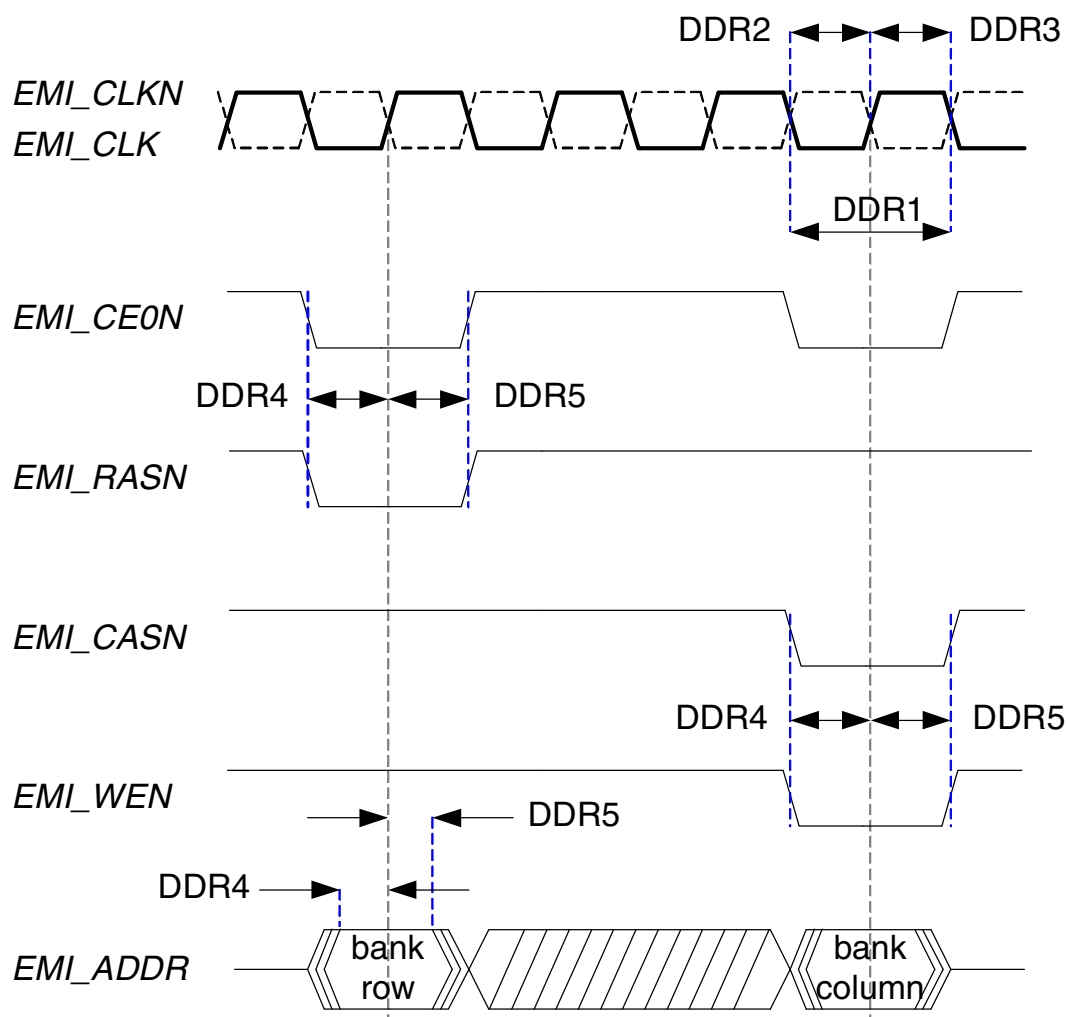 DDR2 DDR3
EMI_CLKN
EMI_CLK
DDR1
EMI_CE0N
DDR4 DDR5
EMI_RASN
EMI_CASN
DDR4 DDR5
EMI_WEN
DDR5
DDR4
EMI_ADDR
bank
row
bank
column